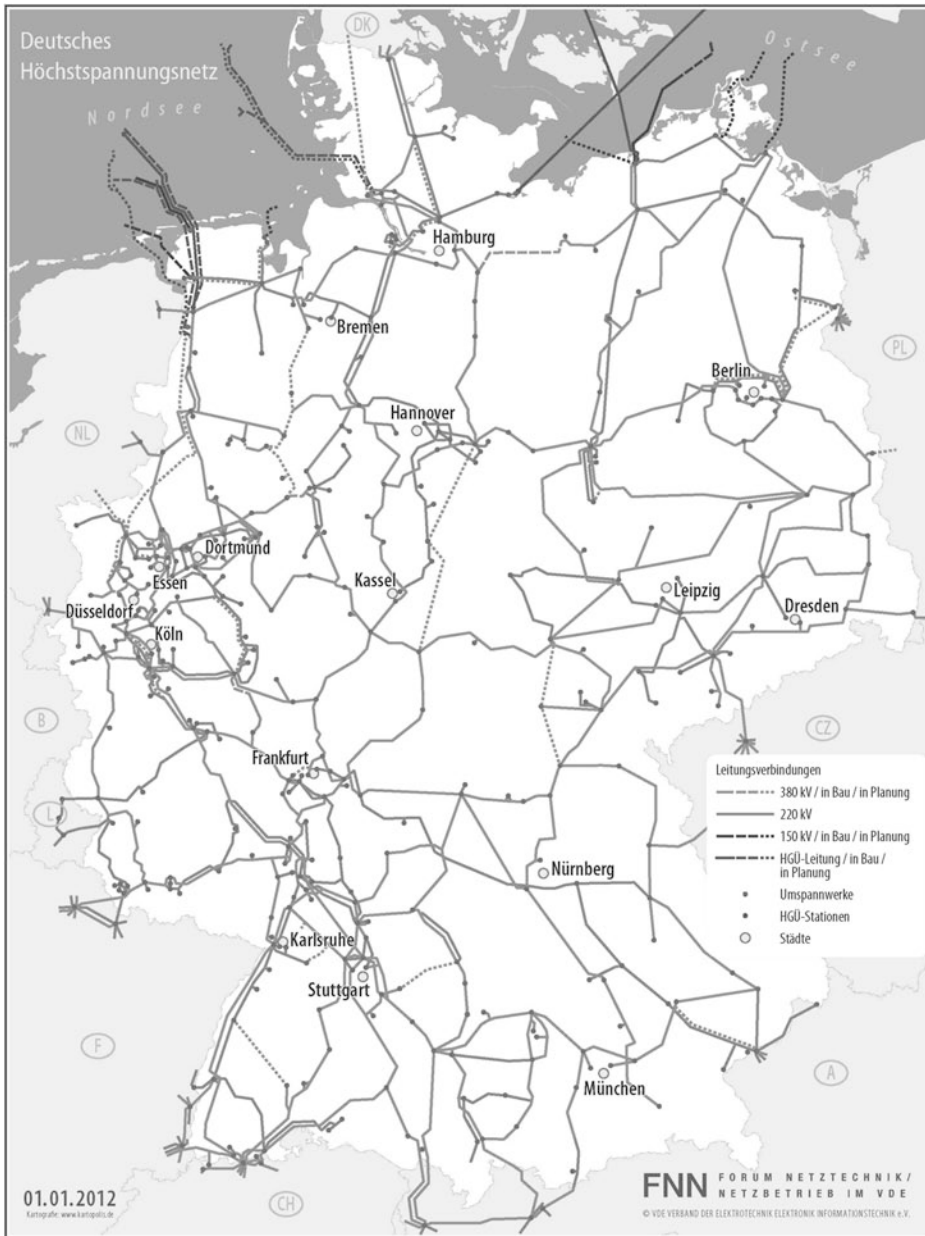 Deutsches
Höchstspannungsnetz
DK
Nordsee
Ostsee
Hamburg
Bremen
PL
Berlin
NL
Hannover
Dortmund
Essen
Kassel
Leipzig
Düsseldorf
Dresden
Köln
B
CZ
Frankfurt
L
Leitungsverbindungen
380 kV / in Bau / in Planung
220 kV
150 kV / in Bau / in Planung
HGÜ-Leitung / in Bau /
in Planung
Umspannwerke
HGÜ-Stationen
Städte
Nürnberg
Karlsruhe
Stuttgart
F
A
München
CH
01.01.2012
Kartografie: www.kartopolis.de
FNN FORUM NETZTECHNIK/
NETZBETRIEB IM VDE
© VDE VERBAND DER ELEKTROTECHNIK ELEKTRONIK INFORMATIONSTECHNIK e.V.